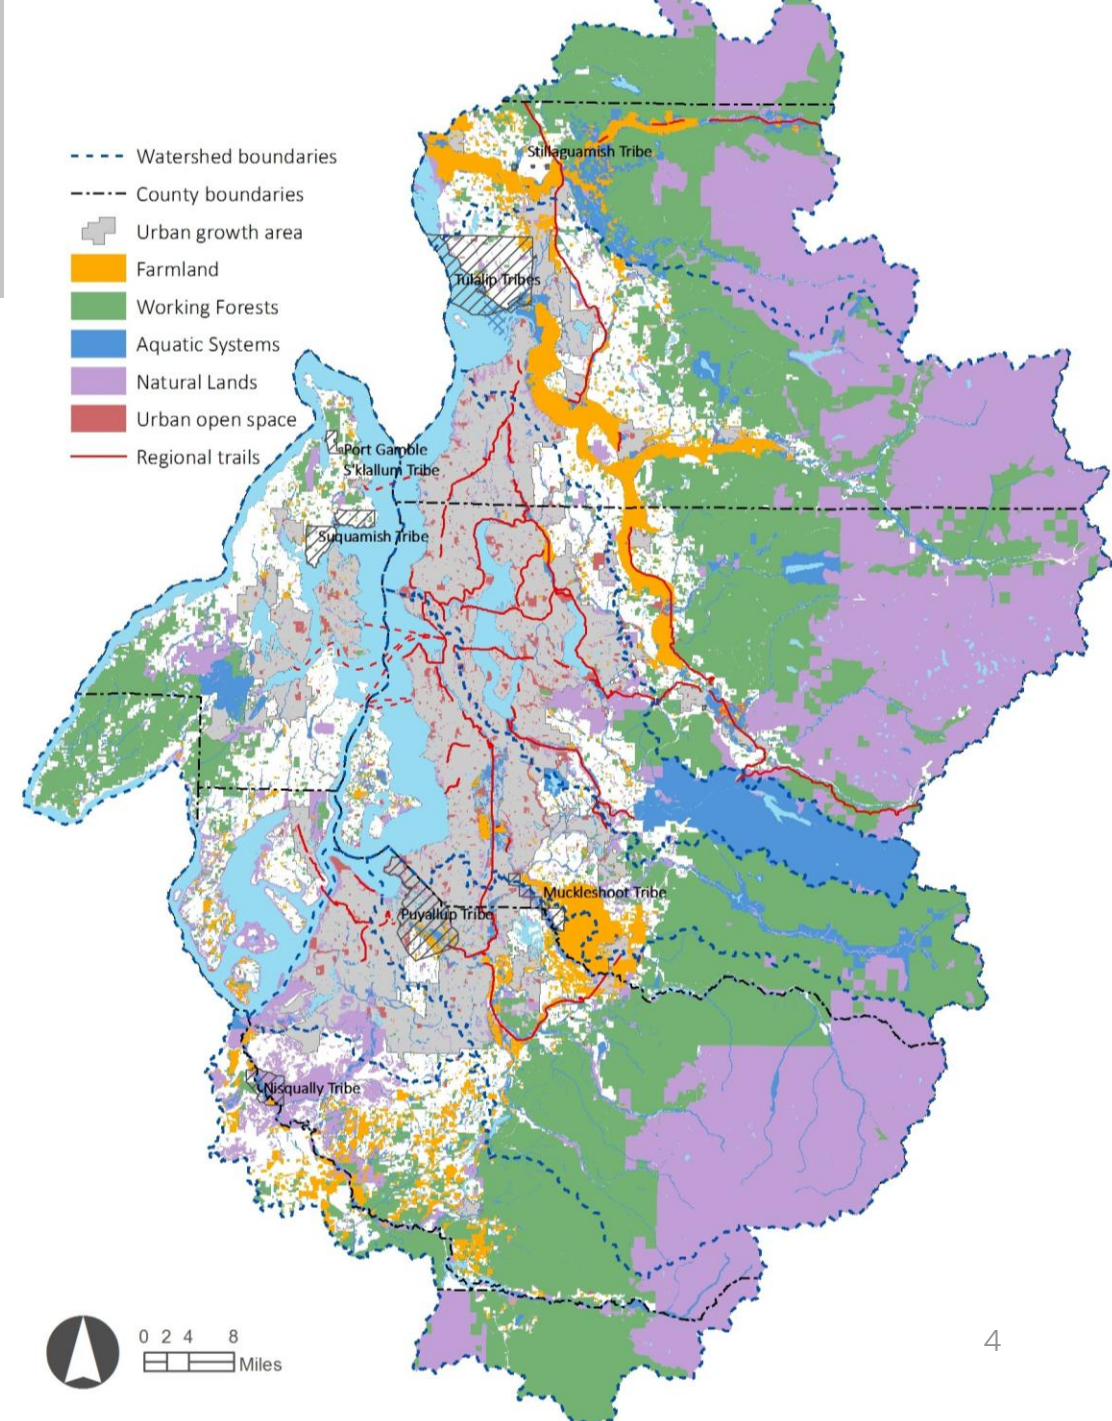 Watershed boundaries
County boundaries
Urban growth area
Farmland
Working Forests
Aquatic Systems
Natural Lands
Urban open space
Regional trails
Stillaguamish Tribe
Tulalip Tribes
Port Gamble
S'klallum Tribe
Suquamish Tribe
Muckleshoot Tribe
Puyallup Tribe
Nisqually Tribe
0 2 4 8
Miles
4